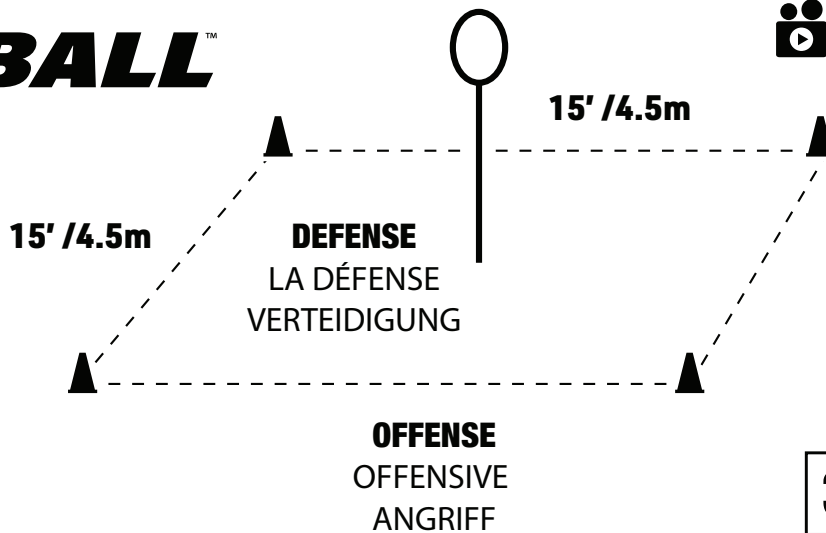 BALL™
15' /4.5m
15' /4.5m
DEFENSE
LA DÉFENSE
VERTEIDIGUNG
OFFENSE
OFFENSIVE
ANGRIFF